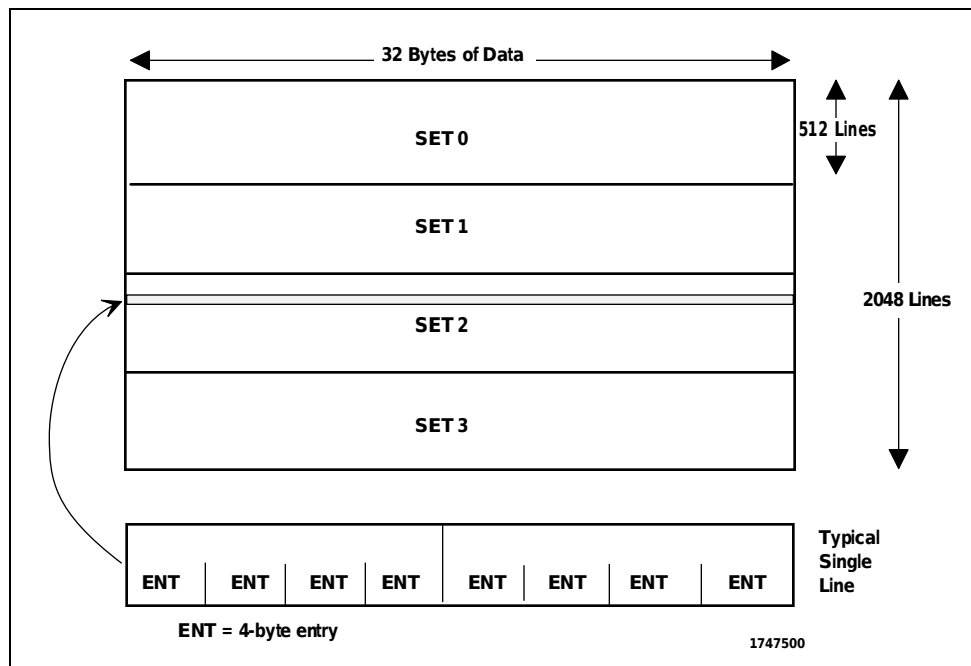 32 Bytes of Data
SET 0
512 Lines
SET 1
2048 Lines
SET 2
SET 3
Typical
Single
Line
ENT ENT ENT ENT ENT ENT ENT ENT
ENT = 4-byte entry
1747500